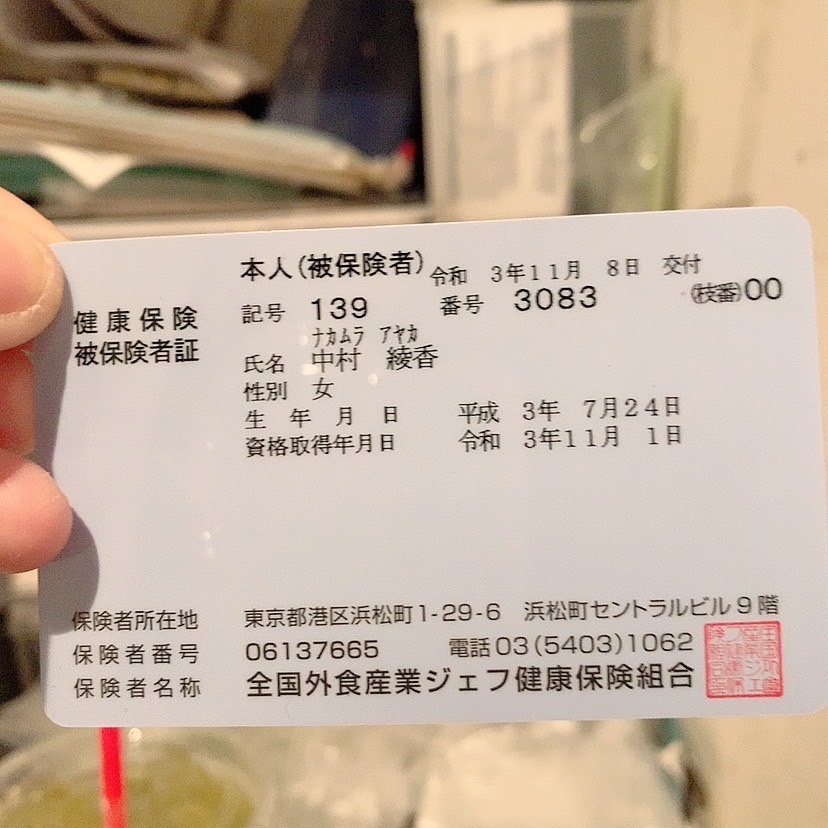 本人(被保険者) 令和 3年11月 8日 交付
健康保険
被保険者証
記号 139 番号 3083 (枝番)00
ナカムラ アヤカ
氏名 中村 綾香
性別 女
生年月日 平成 3年 7月24日
資格取得年月日 令和 3年11月 1日
保険者所在地 東京都港区浜松町1-29-6 浜松町セントラルビル9階
保険者番号 06137665 電話03(5403)1062
保険者名称 全国外食産業ジェフ健康保険組合